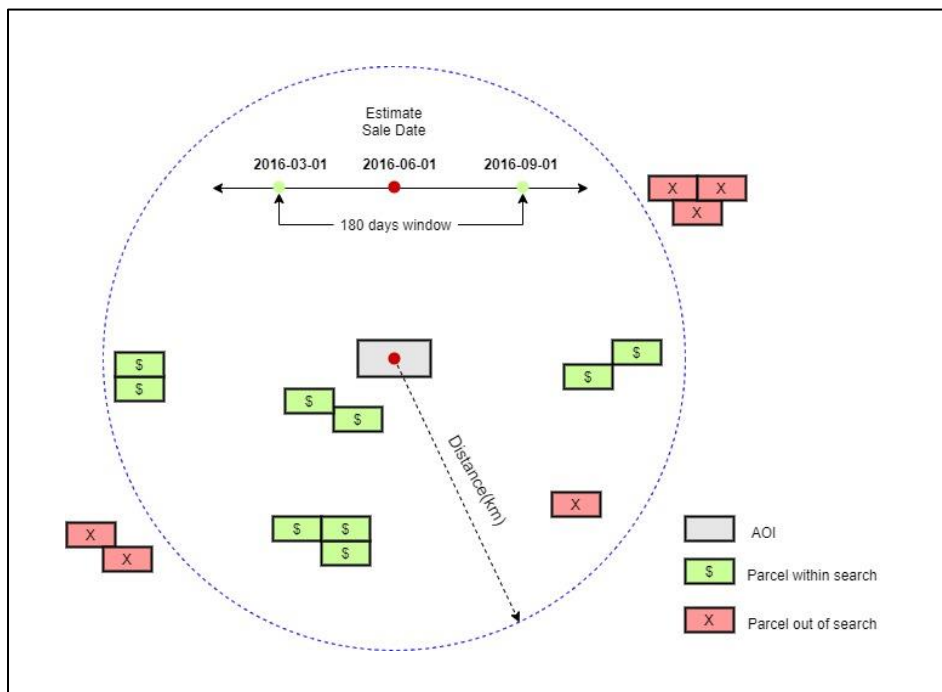 Estimate
Sale Date
2016-03-01 2016-06-01 2016-09-01
180 days window
X X
X
$
$
$
$
$
$
Distance(km)
X
X
X
$ $
$
AOI
$ Parcel within search
X Parcel out of search